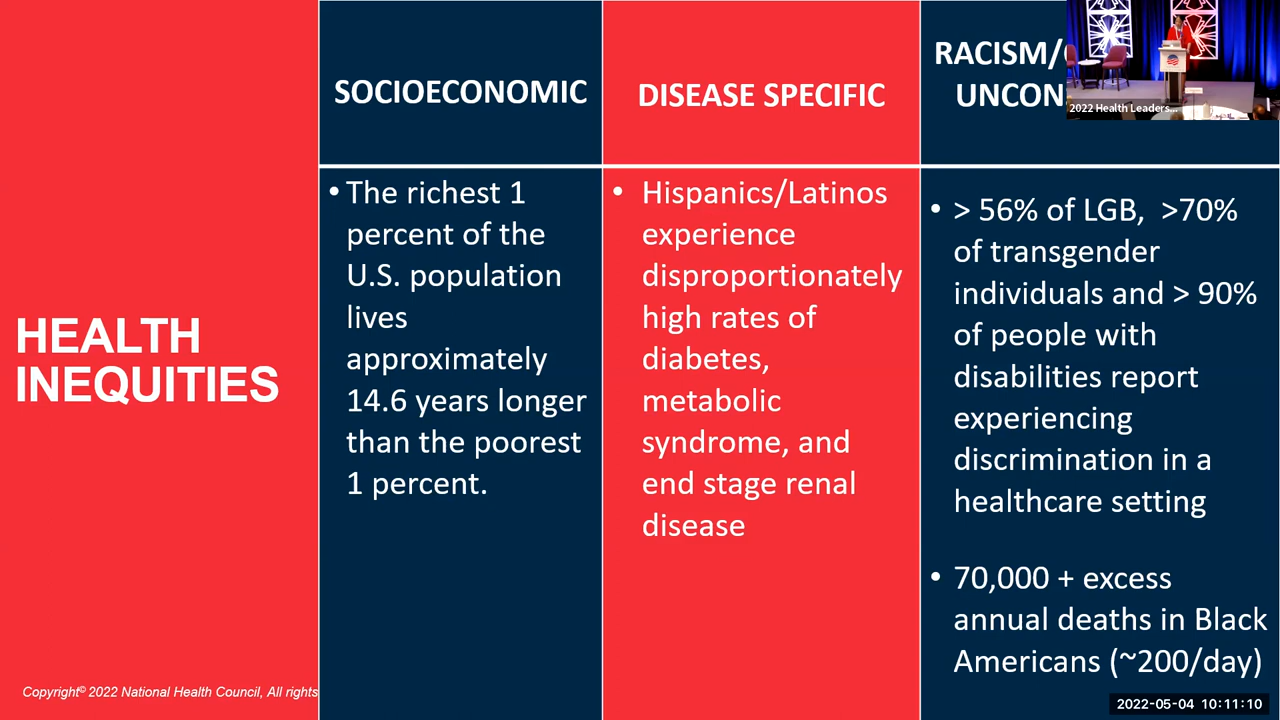 SOCIOECONOMIC
DISEASE SPECIFIC
RACISM/
UNCON
2022 Health Leaders...
HEALTH
INEQUITIES
• The richest 1
percent of the
U.S. population
lives
approximately
14.6 years longer
than the poorest
1 percent.
• Hispanics/Latinos
experience
disproportionately
high rates of
diabetes,
metabolic
syndrome, and
end stage renal
disease
• > 56% of LGB, >70%
of transgender
individuals and > 90%
of people with
disabilities report
experiencing
discrimination in a
healthcare setting
• 70,000 + excess
annual deaths in Black
Americans (~200/day)
Copyright© 2022 National Health Council, All rights
2022-05-04 10:11:10